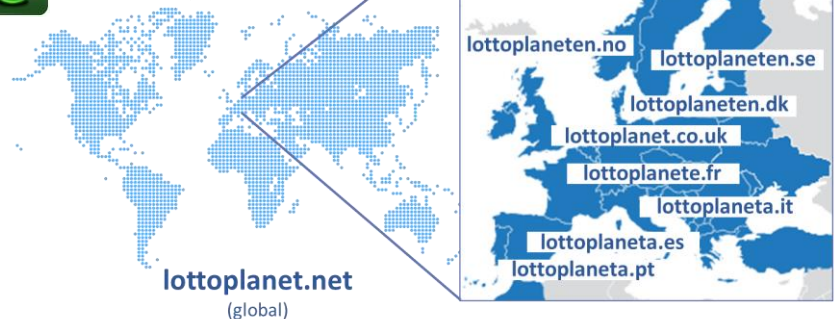 lottoplaneten.no
lottoplaneten.se
lottoplaneten.dk
lottoplanet.co.uk
lottoplanete.fr
lottoplaneta.it
lottoplaneta.es
lottoplaneta.pt
lottoplanet.net
(global)